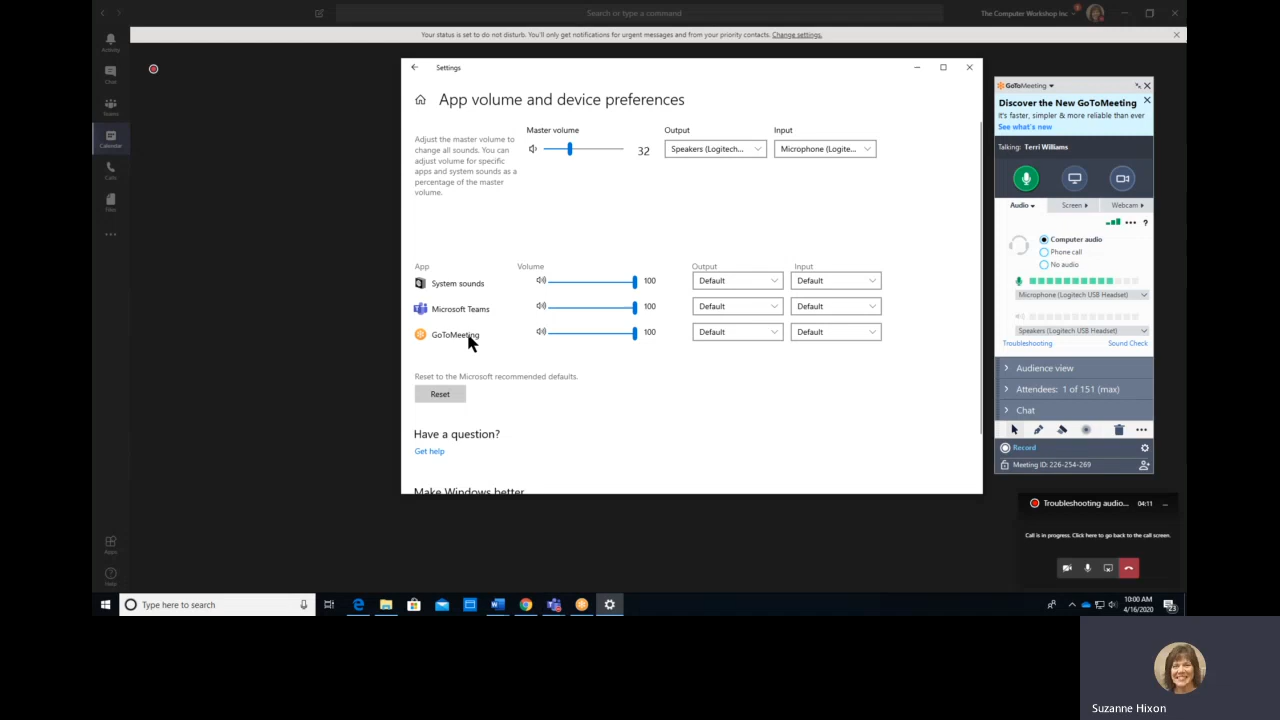 Search or type a command
The Computer Workshop Inc
Your status is set to do not disturb. You'll only get notifications for urgent messages and from your priority contacts. Change settings.
Activity
Chat
Teams
Calendar
Calls
Files
Apps
Help
Settings
App volume and device preferences
Adjust the master volume to
change all sounds. You can
adjust volume for specific
apps and system sounds as a
percentage of the master
volume.
Master volume
32
Output
Speakers (Logitech...
Input
Microphone (Logite...
App Volume Output Input
System sounds 100 Default Default
Microsoft Teams 100 Default Default
GoToMeeting 100 Default Default
Reset to the Microsoft recommended defaults.
Reset
Have a question?
Get help
Make Windows better
GoToMeeting
Discover the New GoToMeeting
It's faster, simpler & more reliable than ever
See what's new
Talking: Terri Williams
Audio Screen Webcam
?
Computer audio
Phone call
No audio
Microphone (Logitech USB Headset)
Speakers (Logitech USB Headset)
Troubleshooting Sound Check
Audience view
Attendees: 1 of 151 (max)
Chat
Record
Meeting ID: 226-254-269
Troubleshooting audio... 04:11
Call is in progress. Click here to go back to the call screen.
Type here to search
10:00 AM
4/16/2020
23
Suzanne Hixon